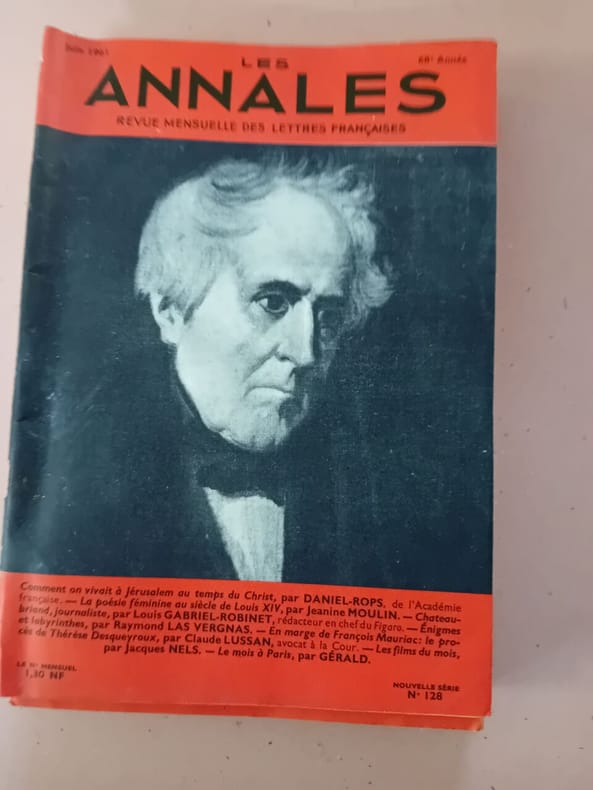 Juin 1961
68e Année
LES
ANNALES
REVUE MENSUELLE DES LETTRES FRANÇAISES
Comment on vivait à Jérusalem au temps du Christ, par DANIEL-ROPS, de l'Académie
française. — La poésie féminine au siècle de Louis XIV, par Jeanine MOULIN. — Chateau-
briand, journaliste, par Louis GABRIEL-ROBINET, rédacteur en chef du Figaro. — Énigmes
et labyrinthes, par Raymond LAS VERGNAS. — En marge de François Mauriac: le pro-
cès de Thérèse Desqueyroux, par Claude LUSSAN, avocat à la Cour. — Les films du mois,
par Jacques NELS. — Le mois à Paris, par GÉRALD.
LE N° MENSUEL
1,30 NF
NOUVELLE SÉRIE
N° 128